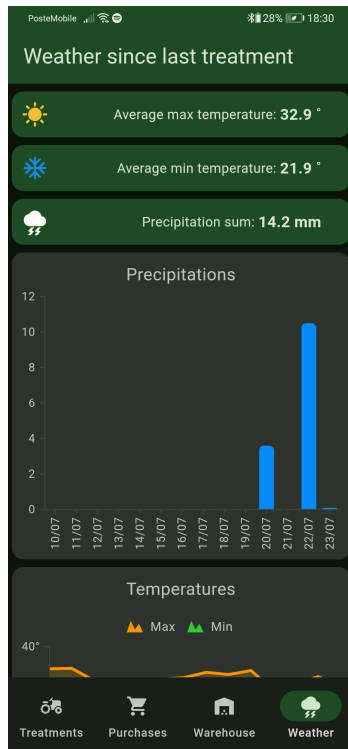 PosteMobile 28% 18:30
Weather since last treatment
Average max temperature: 32.9 °
Average min temperature: 21.9 °
Precipitation sum: 14.2 mm
Precipitations
12
10
8
6
4
2
0
10/07 11/07 12/07 13/07 14/07 15/07 16/07 17/07 18/07 19/07 20/07 21/07 22/07 23/07
Temperatures
Max Min
40°
Treatments Purchases Warehouse Weather